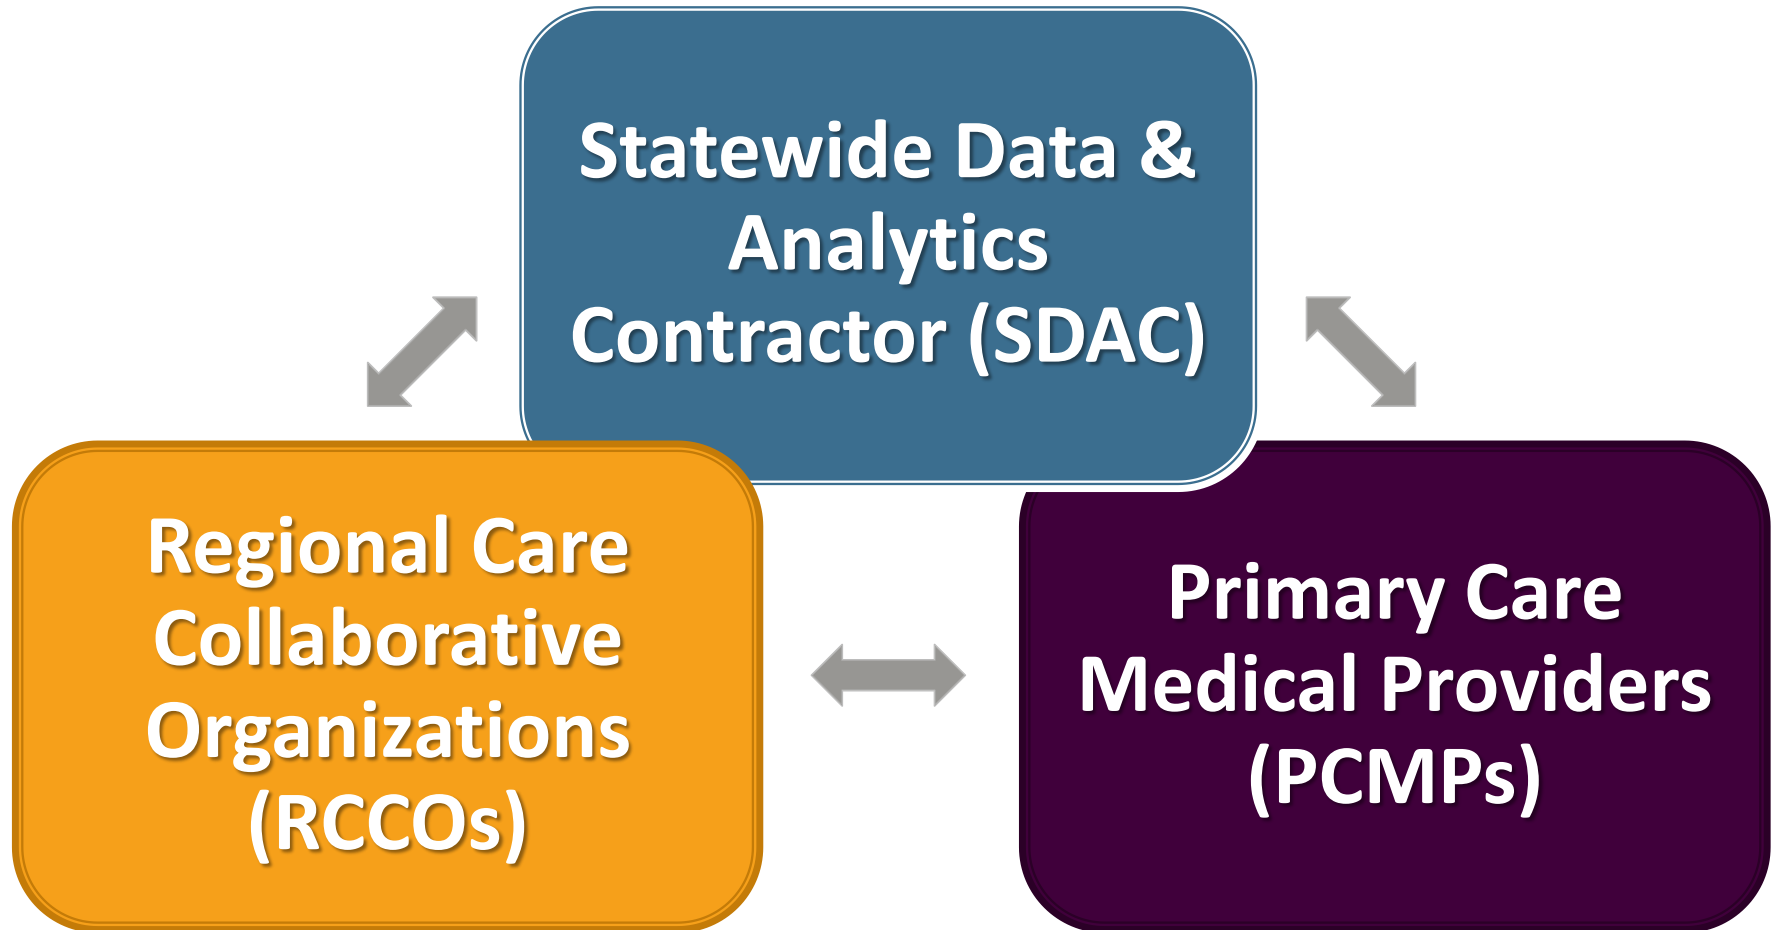 Statewide Data &
Analytics
Contractor (SDAC)
Regional Care
Collaborative
Organizations
(RCCOs)
Primary Care
Medical Providers
(PCMPs)